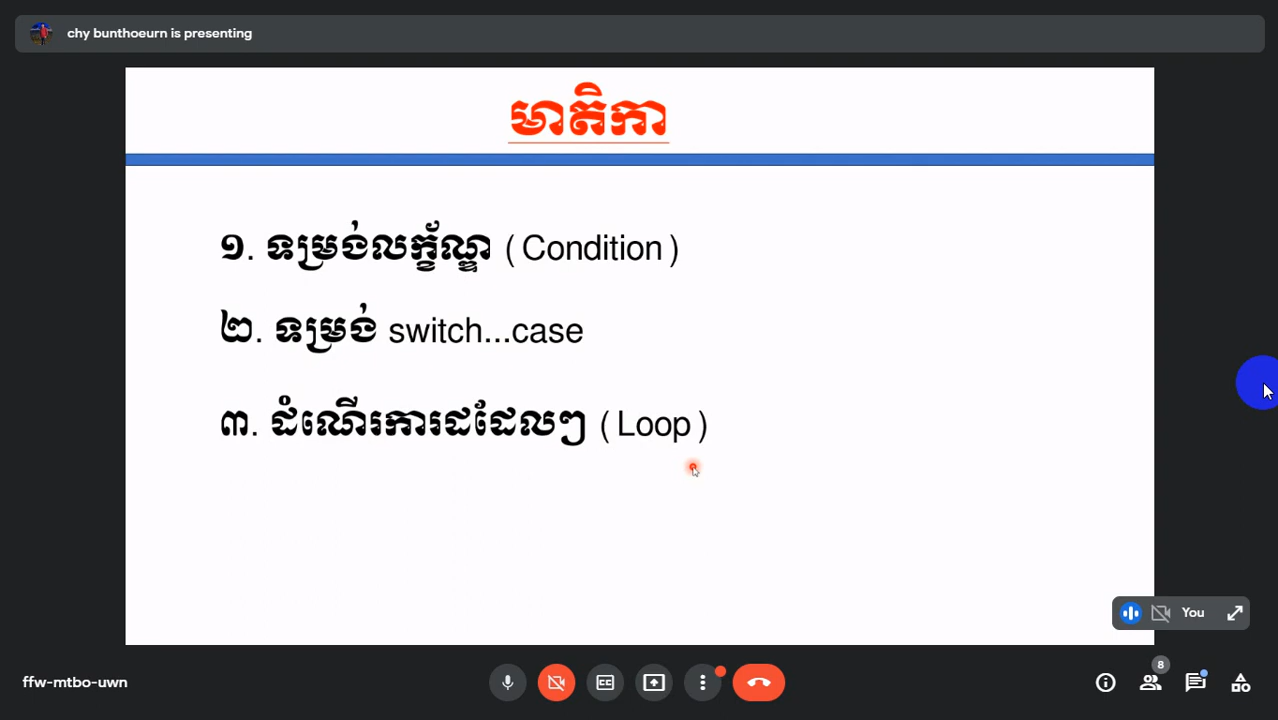 chy bunthoeurn is presenting
មាតិកា
១. ទម្រង់លក្ខ័ណ្ឌ (Condition)
២. ទម្រង់ switch...case
៣. ដំណើរការដដែលៗ (Loop)
You
8
ffw-mtbo-uwn
CC